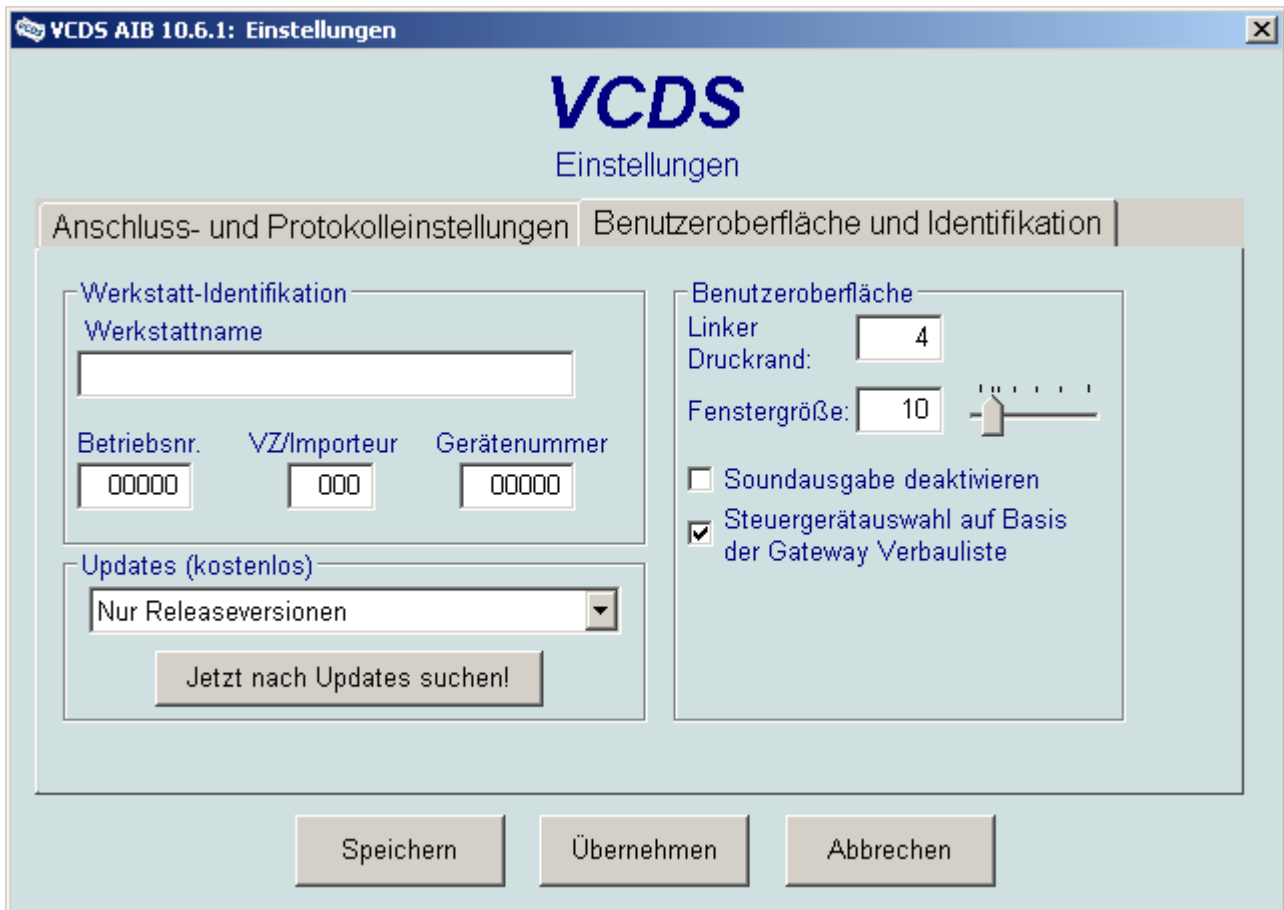 VCDS AIB 10.6.1: Einstellungen
VCDS
Einstellungen
Anschluss- und Protokolleinstellungen
Benutzeroberfläche und Identifikation
Werkstatt-Identifikation
Werkstattname
Betriebsnr. VZ/Importeur Gerätenummer
00000 000 00000
Updates (kostenlos)
Nur Releaseversionen
Jetzt nach Updates suchen!
Benutzeroberfläche
Linker
Druckrand:
4
Fenstergröße: 10
Soundausgabe deaktivieren
Steuergerätauswahl auf Basis
der Gateway Verbauliste
Speichern Übernehmen Abbrechen